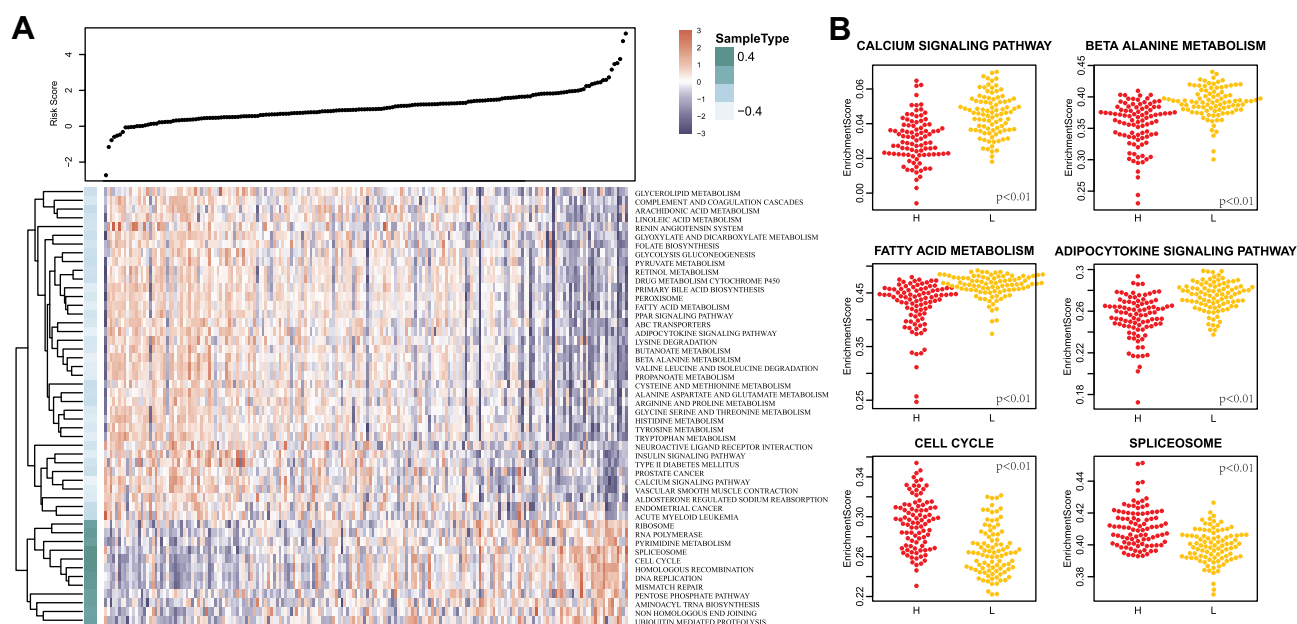 A
Risk Score
4
2
0
−2
3
2
1
0
−1
−2
−3
SampleType
0.4
−0.4
GLYCEROLIPID METABOLISM
COMPLEMENT AND COAGULATION CASCADES
ARACHIDONIC ACID METABOLISM
LINOLEIC ACID METABOLISM
RENIN ANGIOTENSIN SYSTEM
GLYOXYLATE AND DICARBOXYLATE METABOLISM
FOLATE BIOSYNTHESIS
GLYCOLYSIS GLUCONEOGENESIS
PYRUVATE METABOLISM
RETINOL METABOLISM
DRUG METABOLISM CYTOCHROME P450
PRIMARY BILE ACID BIOSYNTHESIS
PEROXISOME
FATTY ACID METABOLISM
PPAR SIGNALING PATHWAY
ABC TRANSPORTERS
ADIPOCYTOKINE SIGNALING PATHWAY
LYSINE DEGRADATION
BUTANOATE METABOLISM
BETA ALANINE METABOLISM
VALINE LEUCINE AND ISOLEUCINE DEGRADATION
PROPANOATE METABOLISM
CYSTEINE AND METHIONINE METABOLISM
ALANINE ASPARTATE AND GLUTAMATE METABOLISM
ARGININE AND PROLINE METABOLISM
GLYCINE SERINE AND THREONINE METABOLISM
HISTIDINE METABOLISM
TYROSINE METABOLISM
TRYPTOPHAN METABOLISM
NEUROACTIVE LIGAND RECEPTOR INTERACTION
INSULIN SIGNALING PATHWAY
TYPE II DIABETES MELLITUS
PROSTATE CANCER
CALCIUM SIGNALING PATHWAY
VASCULAR SMOOTH MUSCLE CONTRACTION
ALDOSTERONE REGULATED SODIUM REABSORPTION
ENDOMETRIAL CANCER
ACUTE MYELOID LEUKEMIA
RIBOSOME
RNA POLYMERASE
PYRIMIDINE METABOLISM
SPLICEOSOME
CELL CYCLE
HOMOLOGOUS RECOMBINATION
DNA REPLICATION
MISMATCH REPAIR
PENTOSE PHOSPHATE PATHWAY
AMINOACYL TRNA BIOSYNTHESIS
NON HOMOLOGOUS END JOINING
UBIQUITIN MEDIATED PROTEOLYSIS
B
CALCIUM SIGNALING PATHWAY
EnrichmentScore
0.06
0.04
0.02
0.00
p<0.01
H L
BETA ALANINE METABOLISM
EnrichmentScore
0.45
0.40
0.35
0.30
0.25
p<0.01
H L
FATTY ACID METABOLISM
EnrichmentScore
0.45
0.35
0.25
p<0.01
H L
ADIPOCYTOKINE SIGNALING PATHWAY
EnrichmentScore
0.3
0.26
0.22
0.18
p<0.01
H L
CELL CYCLE
EnrichmentScore
0.34
0.30
0.26
0.22
p<0.01
H L
SPLICEOSOME
EnrichmentScore
0.44
0.42
0.40
0.38
p<0.01
H L